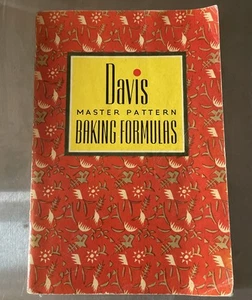 Davis
MASTER PATTERN
BAKING FORMULAS